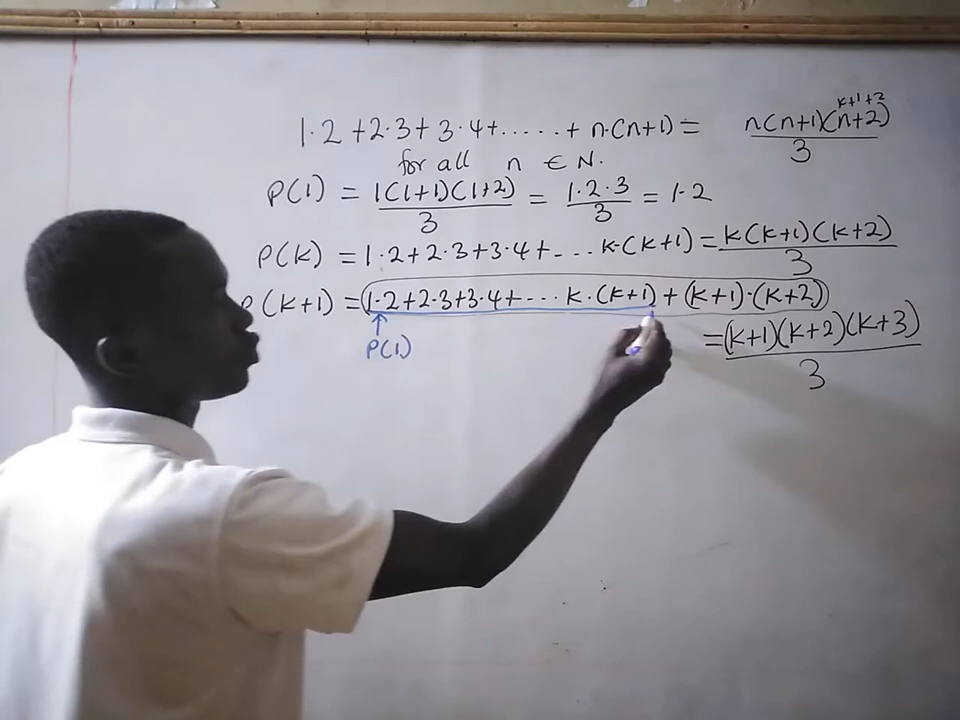 1·2 + 2·3 + 3·4 + ..... + n·(n+1) = n(n+1)(n+2)/3
k+1+2
for all n ∈ N.
P(1) = 1(1+1)(1+2)/3 = 1·2·3/3 = 1·2
P(k) = 1·2+2·3+3·4+ ... k·(k+1) = k(k+1)(k+2)/3
P(k+1) = (1·2+2·3+3·4+ ... k·(k+1) + (k+1)·(k+2))
= (k+1)(k+2)(k+3)/3
P(1)